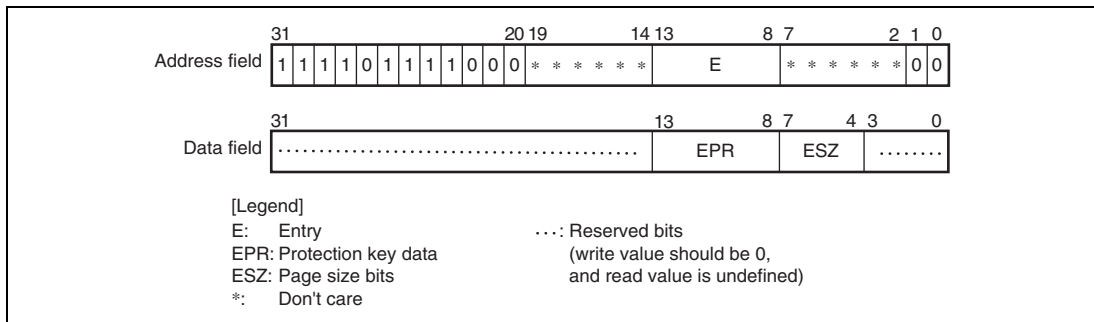 31 20 19 14 13 8 7 2 1 0
Address field 1 1 1 1 0 1 1 1 1 0 0 0 * * * * * * E * * * * * * 0 0
31 13 8 7 4 3 0
Data field EPR ESZ
[Legend]
E: Entry
EPR: Protection key data
ESZ: Page size bits
*: Don't care
...: Reserved bits
(write value should be 0,
and read value is undefined)